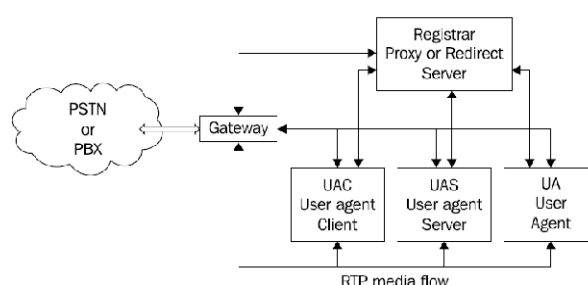 Registrar
Proxy or Redirect
Server
PSTN
or
PBX
Gateway
UAC
User agent
Client
UAS
User agent
Server
UA
User
Agent
RTP media flow